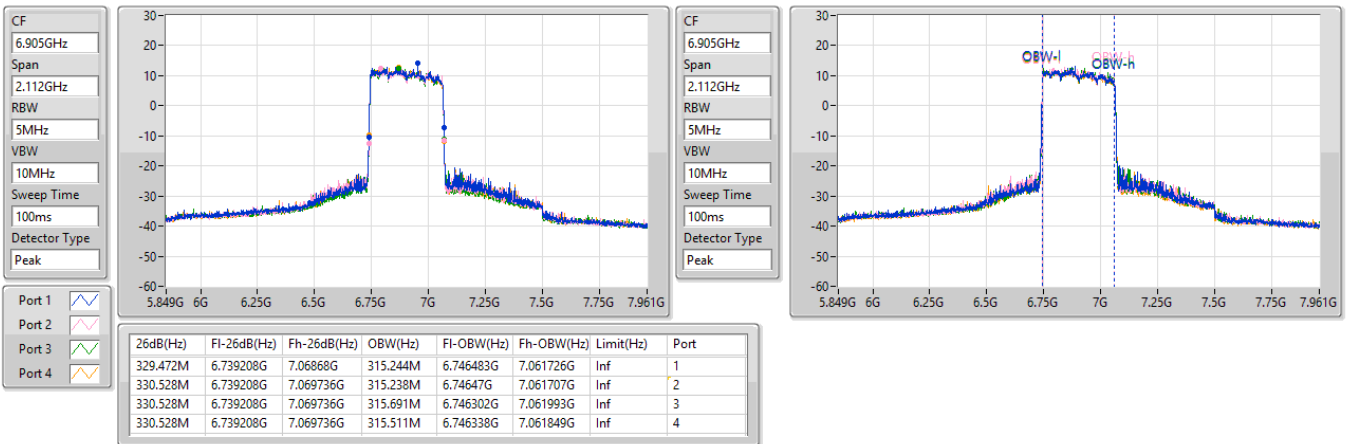 CF
6.905GHz
Span
2.112GHz
RBW
5MHz
VBW
10MHz
Sweep Time
100ms
Detector Type
Peak
30
20
10
0
-10
-20
-30
-40
-50
-60
5.849G 6G 6.25G 6.5G 6.75G 7G 7.25G 7.5G 7.75G 7.961G
CF
6.905GHz
Span
2.112GHz
RBW
5MHz
VBW
10MHz
Sweep Time
100ms
Detector Type
Peak
30
20
10
0
-10
-20
-30
-40
-50
-60
OBW-l OBW-h
OBW-h
5.849G 6G 6.25G 6.5G 6.75G 7G 7.25G 7.5G 7.75G 7.961G
Port 1
Port 2
Port 3
Port 4
26dB(Hz) Fl-26dB(Hz) Fh-26dB(Hz) OBW(Hz) Fl-OBW(Hz) Fh-OBW(Hz) Limit(Hz) Port
329.472M 6.739208G 7.06868G 315.244M 6.746483G 7.061726G Inf 1
330.528M 6.739208G 7.069736G 315.238M 6.74647G 7.061707G Inf 2
330.528M 6.739208G 7.069736G 315.691M 6.746302G 7.061993G Inf 3
330.528M 6.739208G 7.069736G 315.511M 6.746338G 7.061849G Inf 4